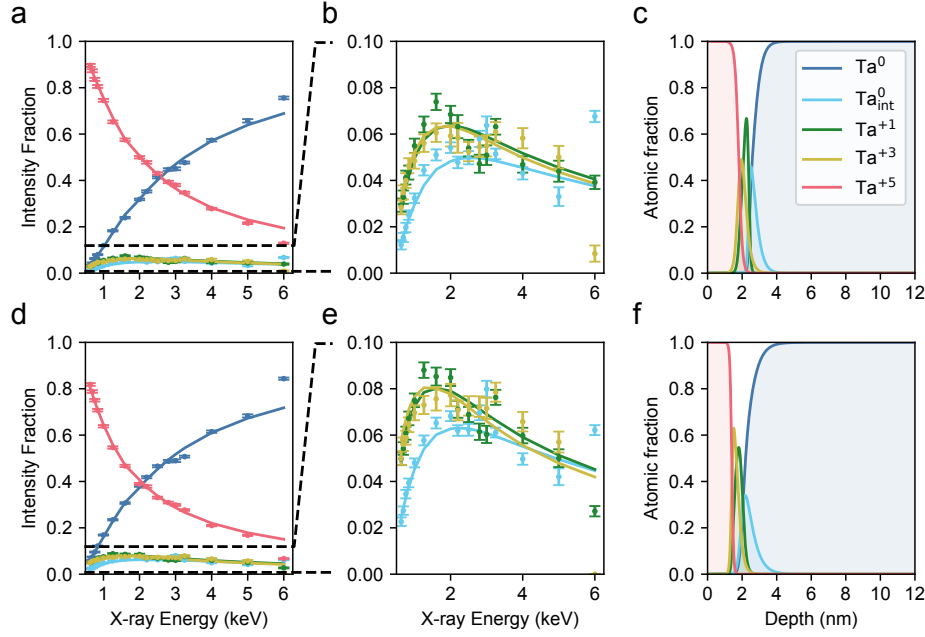 a
b
c
1.0
0.8
0.6
0.4
0.2
0.0
Intensity Fraction
1 2 3 4 5 6
0.10
0.08
0.06
0.04
0.02
0.00
2 4 6
1.0
0.8
0.6
0.4
0.2
0.0
Atomic fraction
0 2 4 6 8 10 12
Ta⁰
Ta⁰int
Ta⁺¹
Ta⁺³
Ta⁺⁵
d
e
f
1.0
0.8
0.6
0.4
0.2
0.0
Intensity Fraction
1 2 3 4 5 6
X-ray Energy (keV)
0.10
0.08
0.06
0.04
0.02
0.00
2 4 6
X-ray Energy (keV)
1.0
0.8
0.6
0.4
0.2
0.0
Atomic fraction
0 2 4 6 8 10 12
Depth (nm)